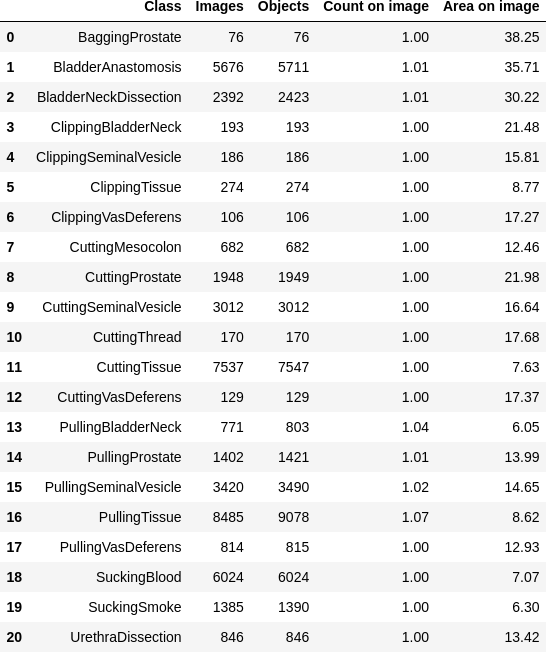 Class Images Objects Count on image Area on image
0 BaggingProstate 76 76 1.00 38.25
1 BladderAnastomosis 5676 5711 1.01 35.71
2 BladderNeckDissection 2392 2423 1.01 30.22
3 ClippingBladderNeck 193 193 1.00 21.48
4 ClippingSeminalVesicle 186 186 1.00 15.81
5 ClippingTissue 274 274 1.00 8.77
6 ClippingVasDeferens 106 106 1.00 17.27
7 CuttingMesocolon 682 682 1.00 12.46
8 CuttingProstate 1948 1949 1.00 21.98
9 CuttingSeminalVesicle 3012 3012 1.00 16.64
10 CuttingThread 170 170 1.00 17.68
11 CuttingTissue 7537 7547 1.00 7.63
12 CuttingVasDeferens 129 129 1.00 17.37
13 PullingBladderNeck 771 803 1.04 6.05
14 PullingProstate 1402 1421 1.01 13.99
15 PullingSeminalVesicle 3420 3490 1.02 14.65
16 PullingTissue 8485 9078 1.07 8.62
17 PullingVasDeferens 814 815 1.00 12.93
18 SuckingBlood 6024 6024 1.00 7.07
19 SuckingSmoke 1385 1390 1.00 6.30
20 UrethraDissection 846 846 1.00 13.42